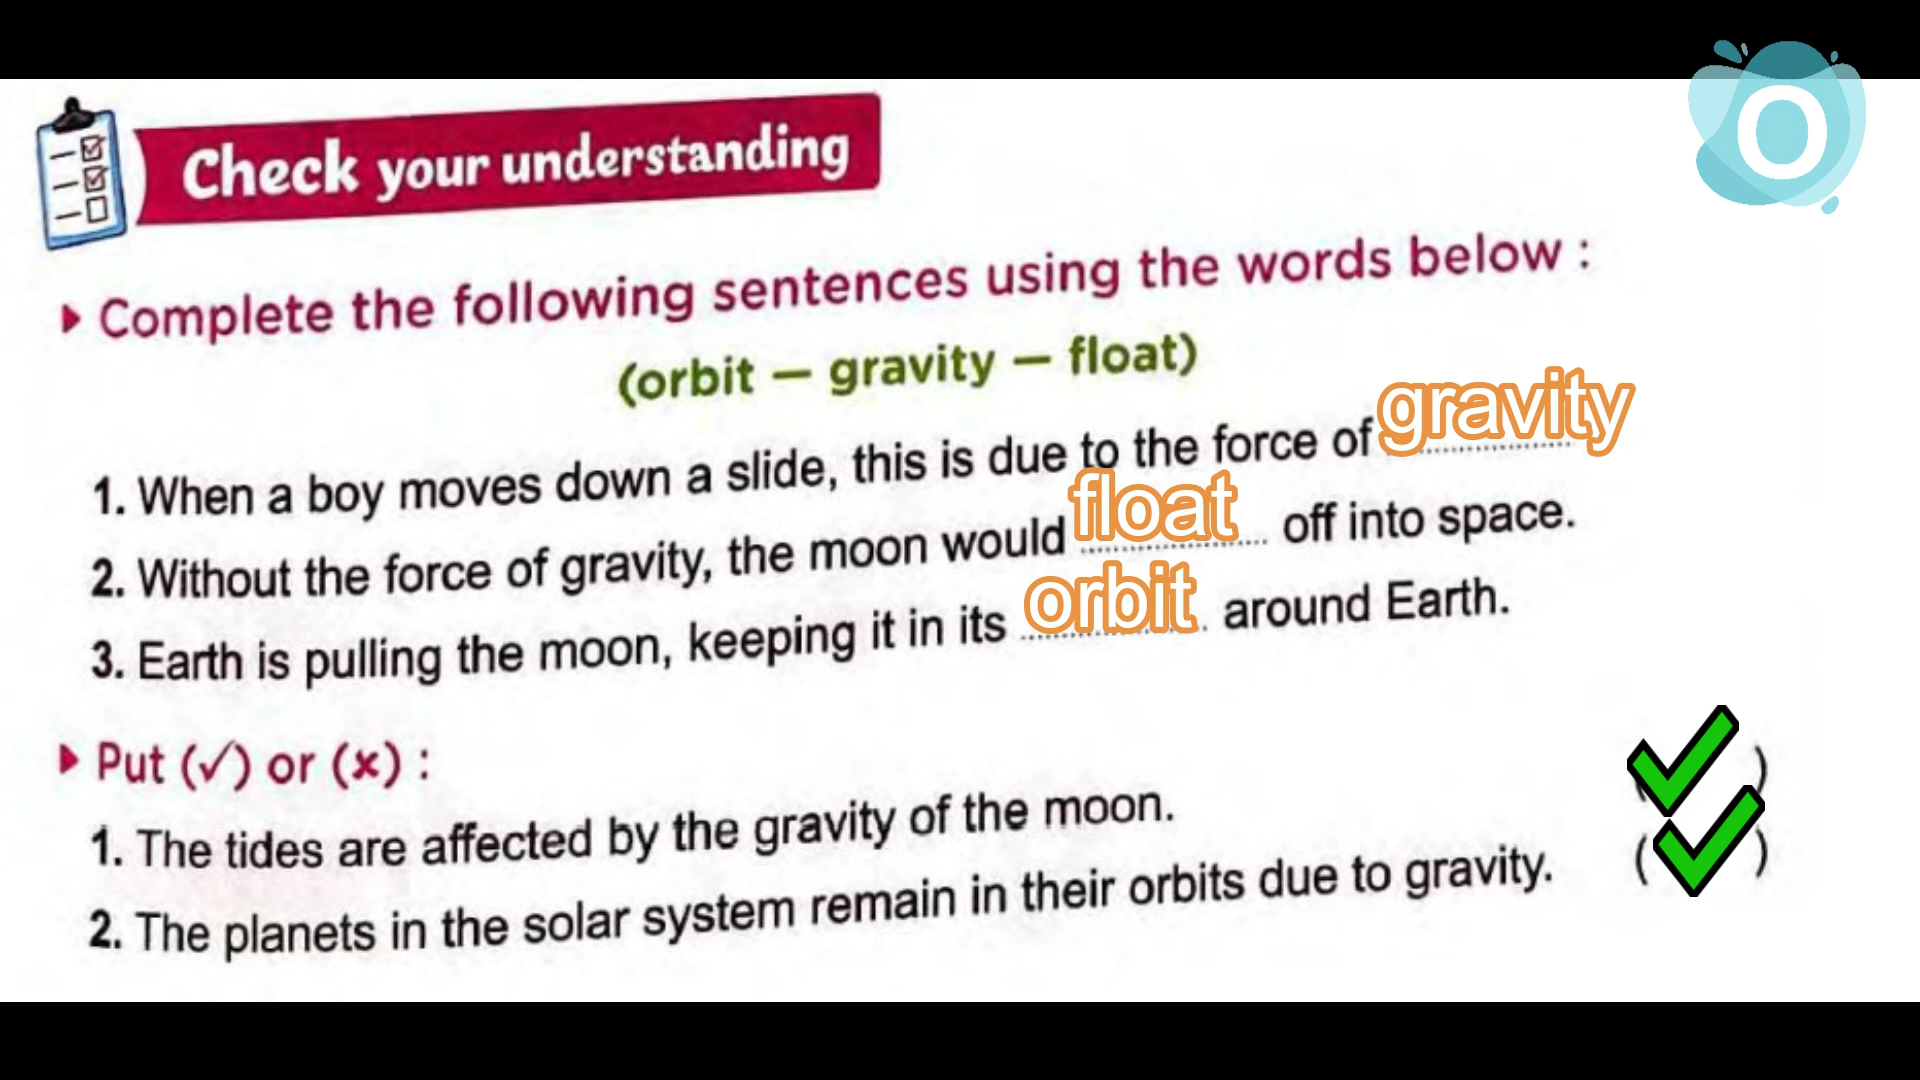 O
Check your understanding
Complete the following sentences using the words below :
(orbit – gravity – float)
1. When a boy moves down a slide, this is due to the force of gravity
2. Without the force of gravity, the moon would float off into space.
3. Earth is pulling the moon, keeping it in its orbit around Earth.
Put (✓) or (×) :
1. The tides are affected by the gravity of the moon. (✓)
2. The planets in the solar system remain in their orbits due to gravity. (✓)